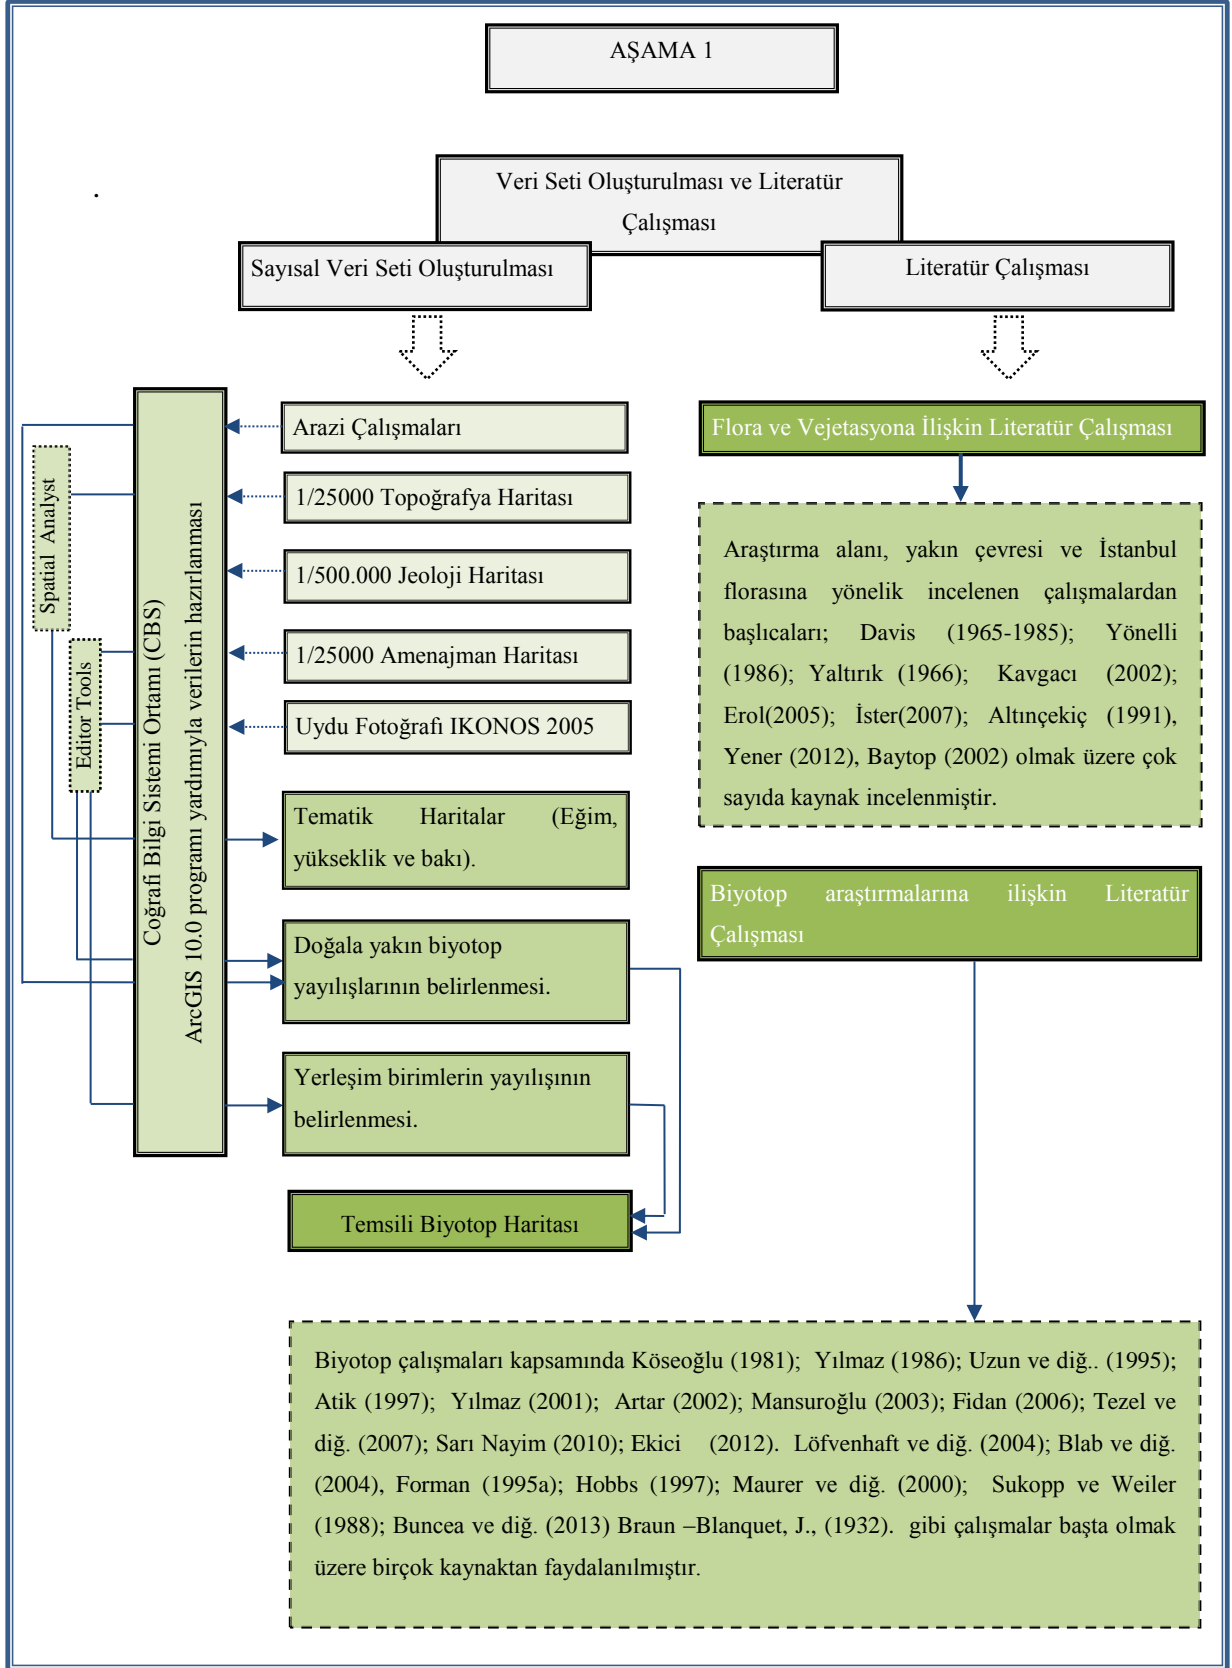 AŞAMA 1
Veri Seti Oluşturulması ve Literatür
Çalışması
.
Sayısal Veri Seti Oluşturulması
Literatür Çalışması
Coğrafi Bilgi Sistemi Ortamı (CBS)
ArcGIS 10.0 programı yardımıyla verilerin hazırlanması
Spatial Analyst
Editor Tools
Arazi Çalışmaları
1/25000 Topoğrafya Haritası
1/500.000 Jeoloji Haritası
1/25000 Amenajman Haritası
Uydu Fotoğrafı IKONOS 2005
Tematik Haritalar (Eğim,
yükseklik ve bakı).
Doğala yakın biyotop
yayılışlarının belirlenmesi.
Yerleşim birimlerin yayılışının
belirlenmesi.
Temsili Biyotop Haritası
Flora ve Vejetasyona İlişkin Literatür Çalışması
Araştırma alanı, yakın çevresi ve İstanbul
florasına yönelik incelenen çalışmalardan
başlıcaları; Davis (1965-1985); Yönelli
(1986); Yaltırık (1966); Kavgacı (2002);
Erol(2005); İster(2007); Altınçekiç (1991),
Yener (2012), Baytop (2002) olmak üzere çok
sayıda kaynak incelenmiştir.
Biyotop araştırmalarına ilişkin Literatür
Çalışması
Biyotop çalışmaları kapsamında Köseoğlu (1981); Yılmaz (1986); Uzun ve diğ.. (1995);
Atik (1997); Yılmaz (2001); Artar (2002); Mansuroğlu (2003); Fidan (2006); Tezel ve
diğ. (2007); Sarı Nayim (2010); Ekici (2012). Löfvenhaft ve diğ. (2004); Blab ve diğ.
(2004), Forman (1995a); Hobbs (1997); Maurer ve diğ. (2000); Sukopp ve Weiler
(1988); Buncea ve diğ. (2013) Braun –Blanquet, J., (1932). gibi çalışmalar başta olmak
üzere birçok kaynaktan faydalanılmıştır.